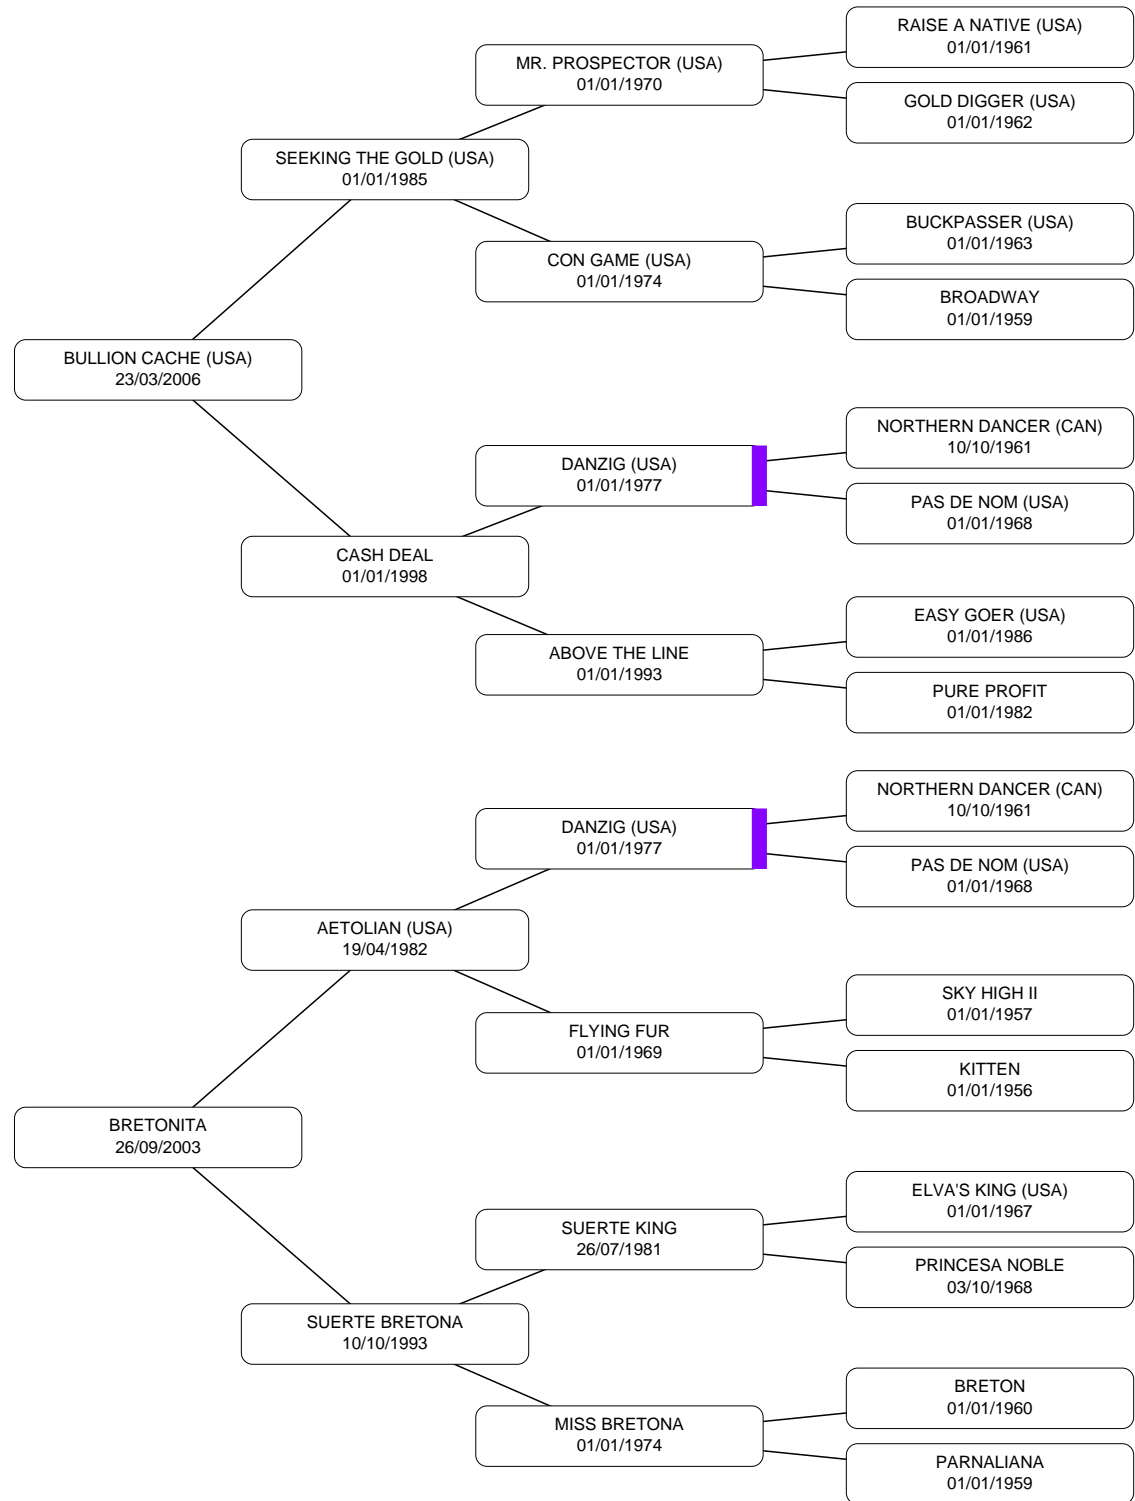 RAISE A NATIVE (USA)
01/01/1961
MR. PROSPECTOR (USA)
01/01/1970
GOLD DIGGER (USA)
01/01/1962
SEEKING THE GOLD (USA)
01/01/1985
BUCKPASSER (USA)
01/01/1963
CON GAME (USA)
01/01/1974
BROADWAY
01/01/1959
BULLION CACHE (USA)
23/03/2006
NORTHERN DANCER (CAN)
10/10/1961
DANZIG (USA)
01/01/1977
PAS DE NOM (USA)
01/01/1968
CASH DEAL
01/01/1998
EASY GOER (USA)
01/01/1986
ABOVE THE LINE
01/01/1993
PURE PROFIT
01/01/1982
NORTHERN DANCER (CAN)
10/10/1961
DANZIG (USA)
01/01/1977
PAS DE NOM (USA)
01/01/1968
AETOLIAN (USA)
19/04/1982
SKY HIGH II
01/01/1957
FLYING FUR
01/01/1969
KITTEN
01/01/1956
BRETONITA
26/09/2003
ELVA'S KING (USA)
01/01/1967
SUERTE KING
26/07/1981
PRINCESA NOBLE
03/10/1968
SUERTE BRETONA
10/10/1993
BRETON
01/01/1960
MISS BRETONA
01/01/1974
PARNALIANA
01/01/1959